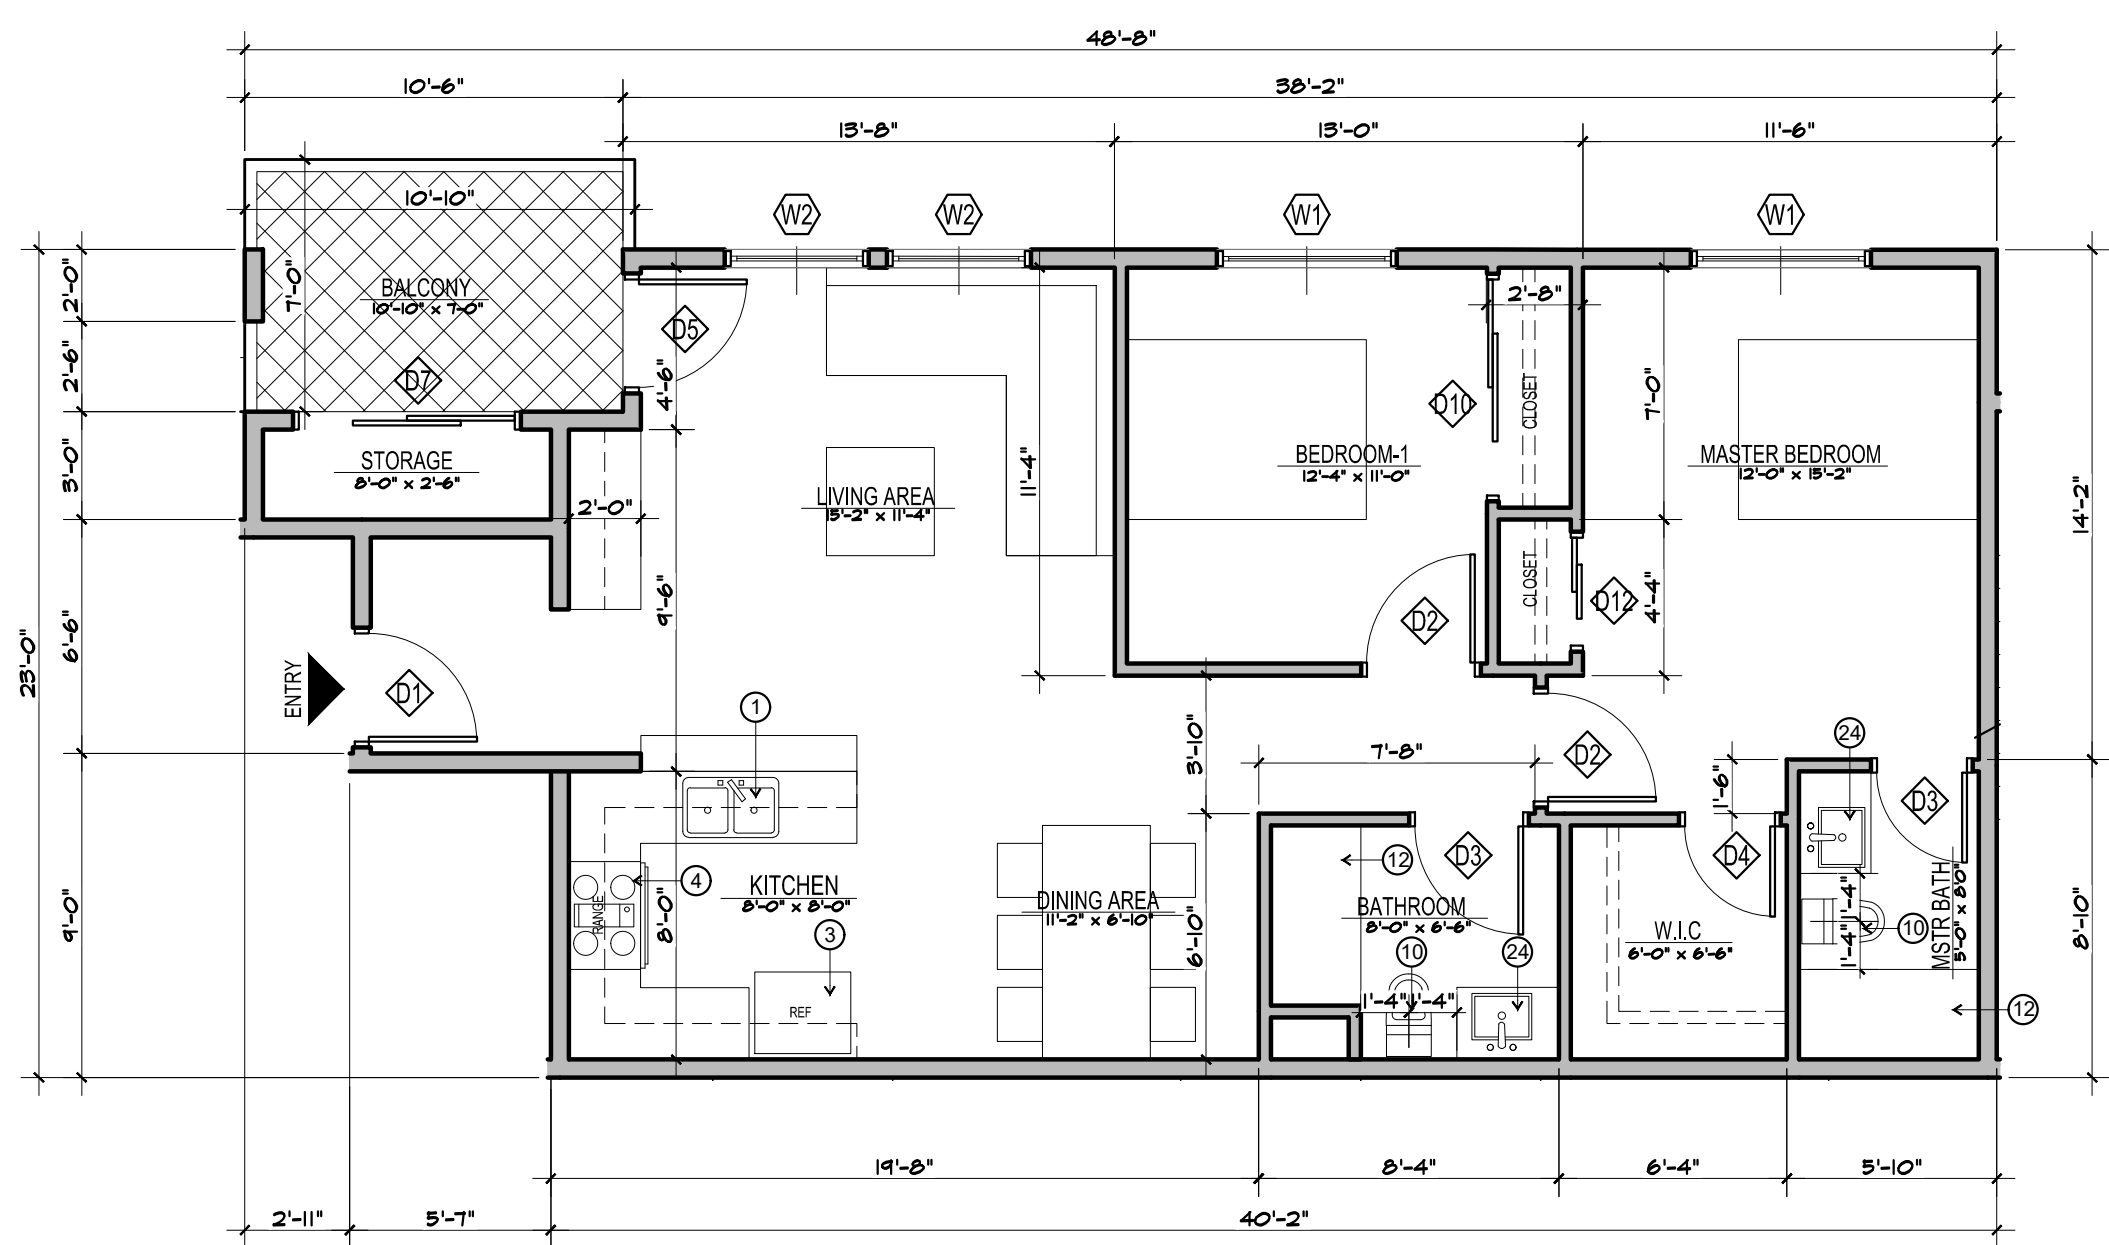 48'-8"
10'-6"
38'-2"
13'-8"
13'-0"
11'-6"
10'-10"
W2
W2
W1
W1
2'-0"
7'-0"
BALCONY
10'-10" x 7'-0"
2'-8"
D5
2'-6"
D7
4'-6"
CLOSET
D10
7'-0"
3'-0"
STORAGE
8'-0" x 2'-6"
11'-4"
BEDROOM-1
12'-4" x 11'-0"
MASTER BEDROOM
12'-0" x 15'-2"
LIVING AREA
15'-2" x 11'-4"
2'-0"
14'-2"
9'-6"
CLOSET
D12
4'-4"
D2
6'-6"
23'-0"
ENTRY
D1
1
3'-10"
7'-8"
D2
24
1'-6"
D3
12
D3
D4
4
KITCHEN
8'-0" x 8'-0"
RANGE
9'-0"
8'-0"
3
DINING AREA
11'-2" x 6'-10"
6'-10"
BATHROOM
8'-0" x 6'-6"
W.I.C
6'-0" x 6'-6"
1'-4"
1'-4"
10
MSTR BATH
5'-0" x 8'0"
8'-10"
10
24
REF
1'-4"
1'-4"
12
19'-8"
8'-4"
6'-4"
5'-10"
2'-11"
5'-7"
40'-2"